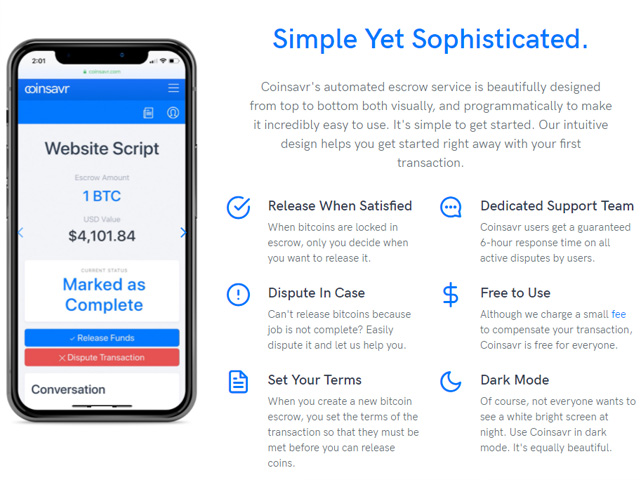 Simple Yet Sophisticated.
Coinsavr's automated escrow service is beautifully designed
from top to bottom both visually, and programmatically to make
it incredibly easy to use. It's simple to get started. Our intuitive
design helps you get started right away with your first
transaction.
2:01
coinsavr.com
coinsavr
Website Script
Escrow Amount
1 BTC
USD Value
$4,101.84
CURRENT STATUS
Marked as
Complete
Release Funds
Dispute Transaction
Conversation
Release When Satisfied
When bitcoins are locked in
escrow, only you decide when
you want to release it.
Dedicated Support Team
Coinsavr users get a guaranteed
6-hour response time on all
active disputes by users.
Dispute In Case
Can't release bitcoins because
job is not complete? Easily
dispute it and let us help you.
Free to Use
Although we charge a small fee
to compensate your transaction,
Coinsavr is free for everyone.
Set Your Terms
When you create a new bitcoin
escrow, you set the terms of the
transaction so that they must be
met before you can release
coins.
Dark Mode
Of course, not everyone wants to
see a white bright screen at
night. Use Coinsavr in dark
mode. It's equally beautiful.